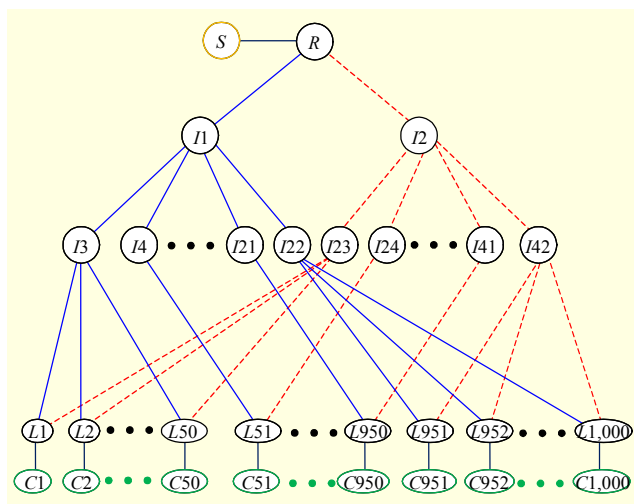 S R
I1 I2
I3 I4 I21 I22 I23 I24 I41 I42
L1 L2 L50 L51 L950 L951 L952 L1,000
C1 C2 C50 C51 C950 C951 C952 C1,000